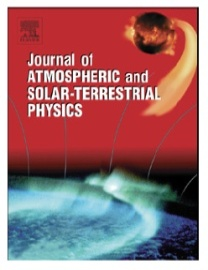 Journal of
ATMOSPHERIC and
SOLAR-TERRESTRIAL
PHYSICS